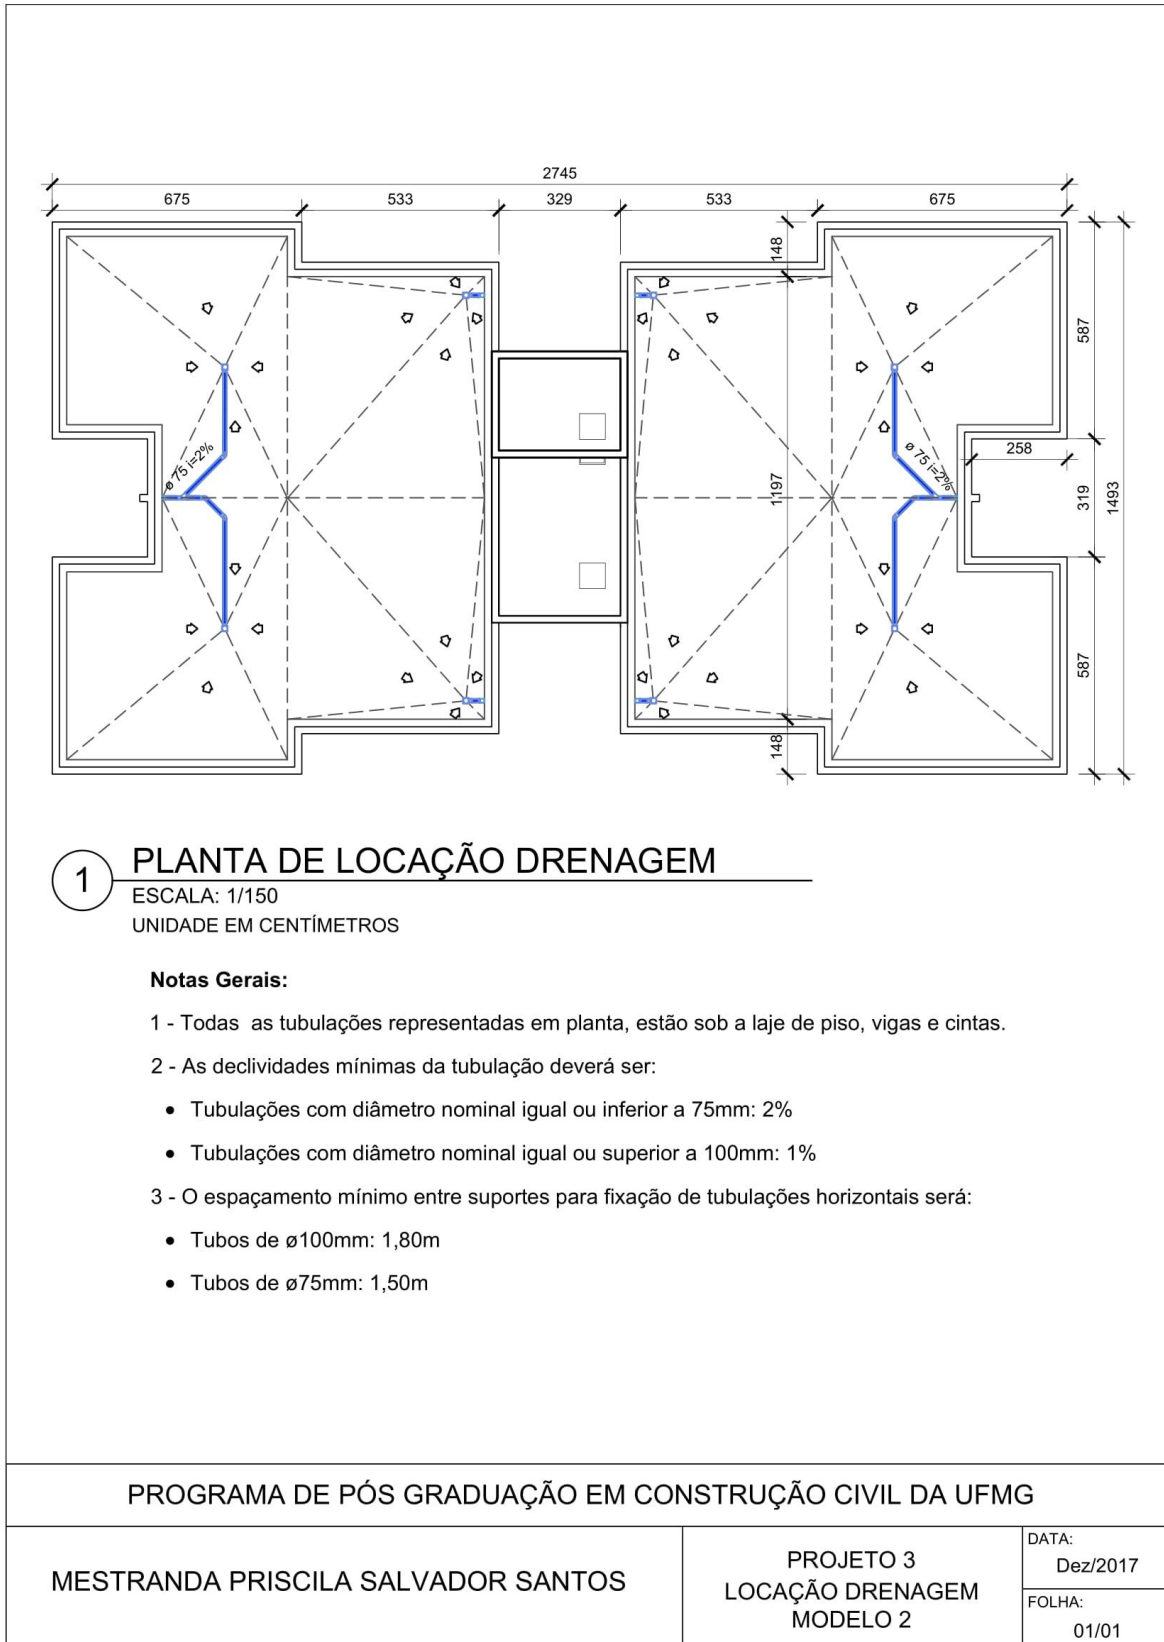 2745
675 533 329 533 675
148
587
ø 75 i=2%
ø 75 i=2%
258
1197
319
1493
587
148
1
PLANTA DE LOCAÇÃO DRENAGEM
ESCALA: 1/150
UNIDADE EM CENTÍMETROS
Notas Gerais:
1 - Todas as tubulações representadas em planta, estão sob a laje de piso, vigas e cintas.
2 - As declividades mínimas da tubulação deverá ser:
• Tubulações com diâmetro nominal igual ou inferior a 75mm: 2%
• Tubulações com diâmetro nominal igual ou superior a 100mm: 1%
3 - O espaçamento mínimo entre suportes para fixação de tubulações horizontais será:
• Tubos de ø100mm: 1,80m
• Tubos de ø75mm: 1,50m
PROGRAMA DE PÓS GRADUAÇÃO EM CONSTRUÇÃO CIVIL DA UFMG
MESTRANDA PRISCILA SALVADOR SANTOS
PROJETO 3
LOCAÇÃO DRENAGEM
MODELO 2
DATA:
Dez/2017
FOLHA:
01/01